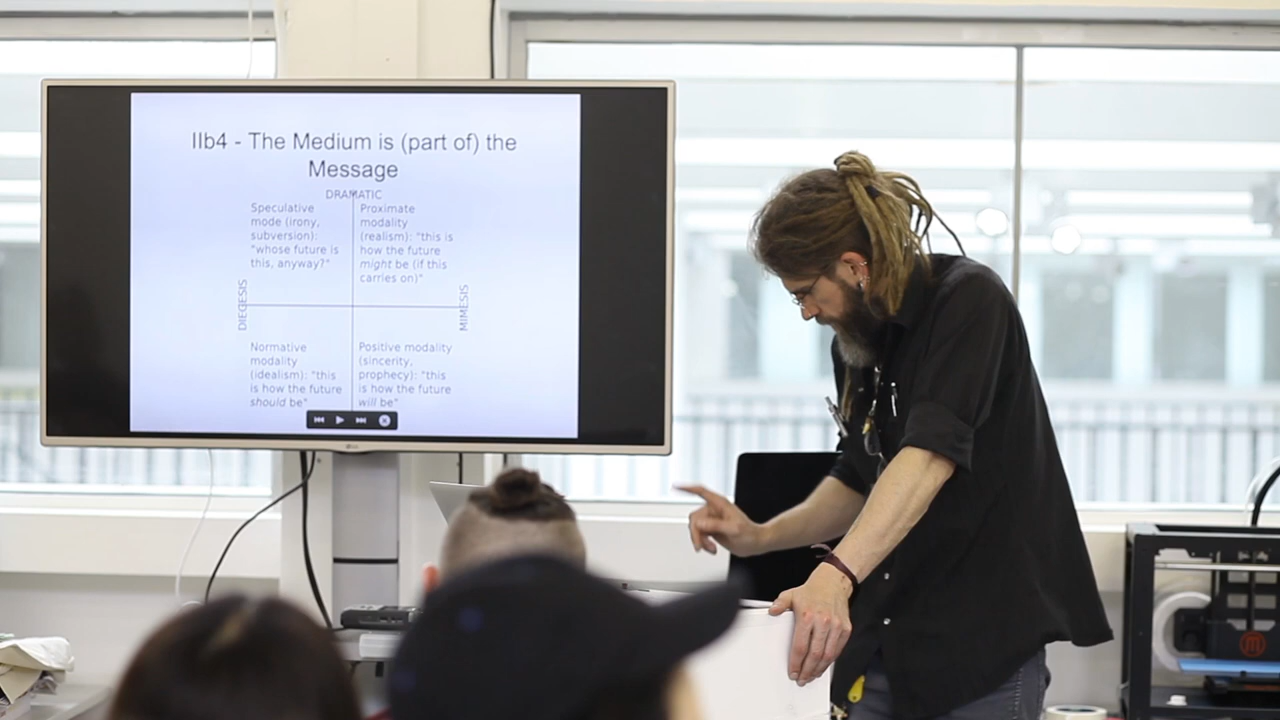 IIb4 - The Medium is (part of) the
Message
DRAMATIC
Speculative
mode (irony,
subversion):
"whose future is
this, anyway?"
Proximate
modality
(realism): "this is
how the future
might be (if this
carries on)"
DIEGESIS
MIMESIS
Normative
modality
(idealism): "this
is how the future
should be"
Positive modality
(sincerity,
prophecy): "this
is how the future
will be"